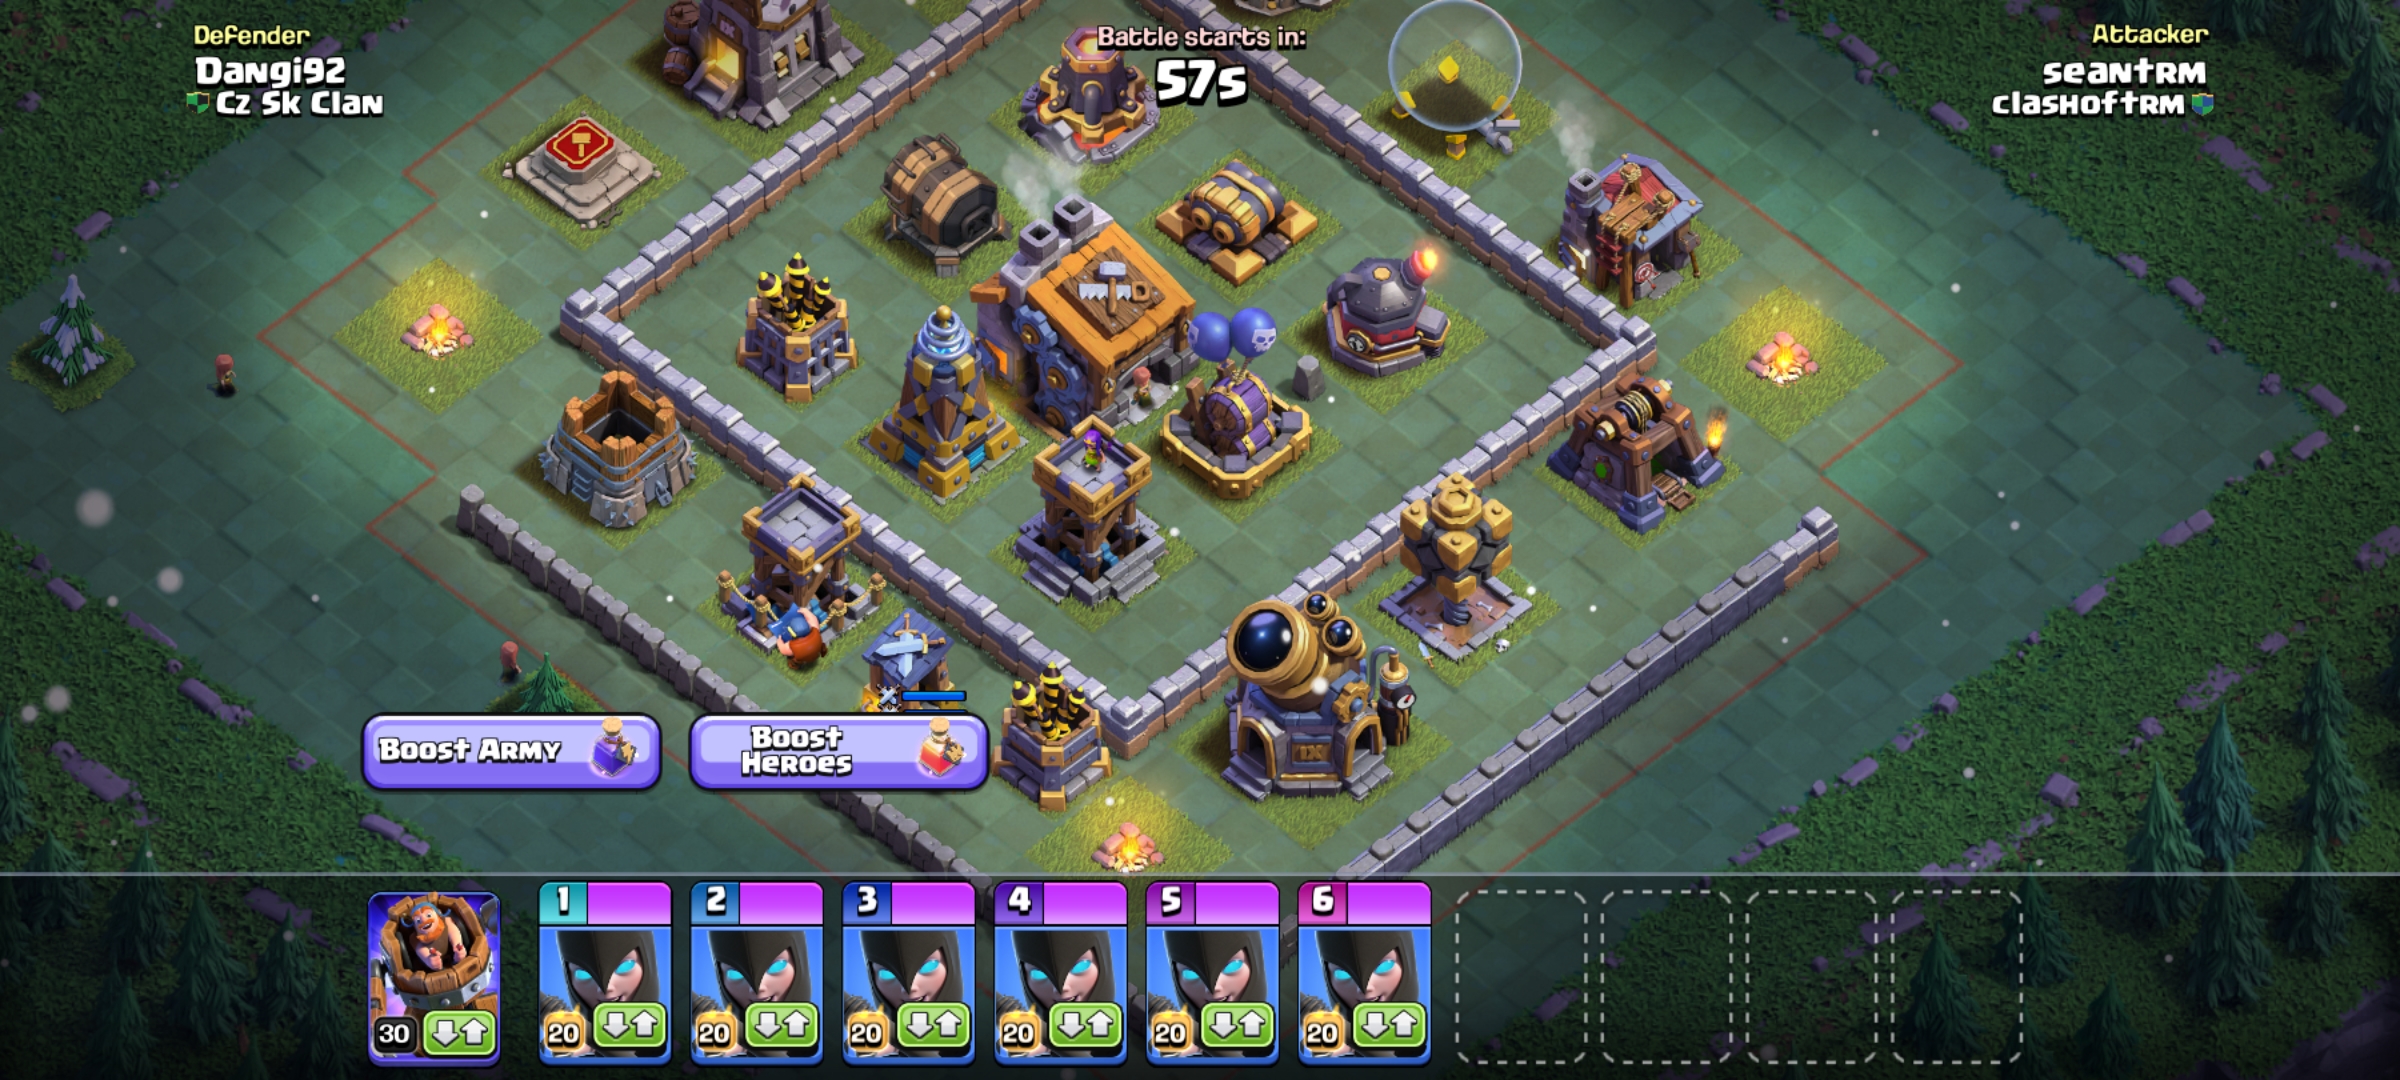 Defender
Dangi92
Cz Sk Clan
Battle starts in:
57s
Attacker
seantRM
clashoftRM
IX
Boost Army
Boost
Heroes
1
2
3
4
5
6
30
20
20
20
20
20
20